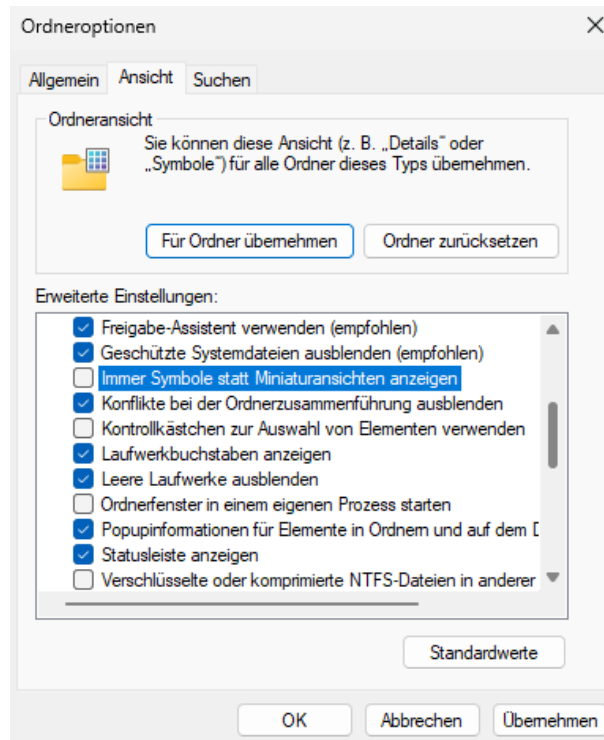 Ordneroptionen
Allgemein Ansicht Suchen
Ordneransicht
Sie können diese Ansicht (z. B. „Details“ oder
„Symbole“) für alle Ordner dieses Typs übernehmen.
Für Ordner übernehmen Ordner zurücksetzen
Erweiterte Einstellungen:
Freigabe-Assistent verwenden (empfohlen)
Geschützte Systemdateien ausblenden (empfohlen)
Immer Symbole statt Miniaturansichten anzeigen
Konflikte bei der Ordnerzusammenführung ausblenden
Kontrollkästchen zur Auswahl von Elementen verwenden
Laufwerkbuchstaben anzeigen
Leere Laufwerke ausblenden
Ordnerfenster in einem eigenen Prozess starten
Popupinformationen für Elemente in Ordnern und auf dem
Statusleiste anzeigen
Verschlüsselte oder komprimierte NTFS-Dateien in anderer
Standardwerte
OK Abbrechen Übernehmen